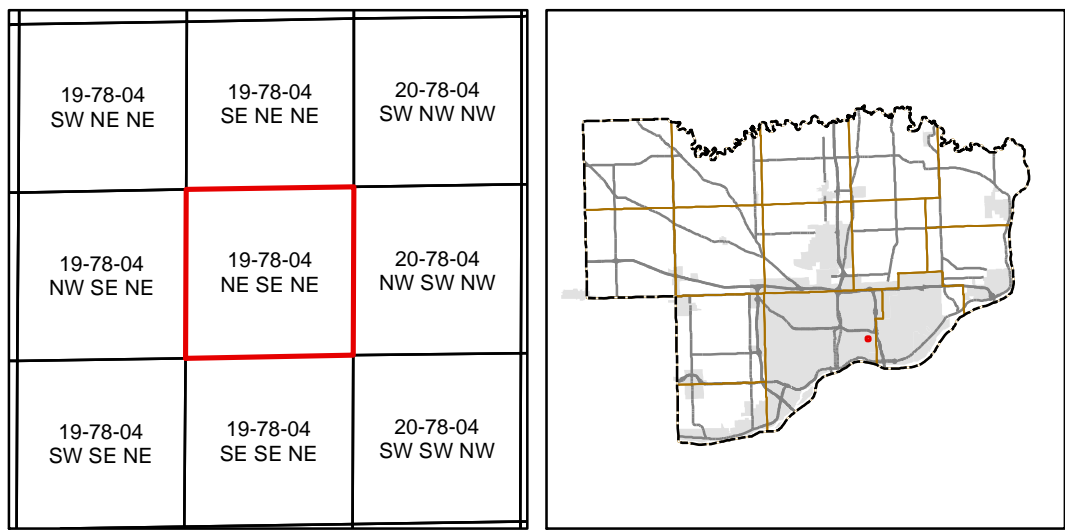 19-78-04
SW NE NE
19-78-04
SE NE NE
20-78-04
SW NW NW
19-78-04
NW SE NE
19-78-04
NE SE NE
20-78-04
NW SW NW
19-78-04
SW SE NE
19-78-04
SE SE NE
20-78-04
SW SW NW